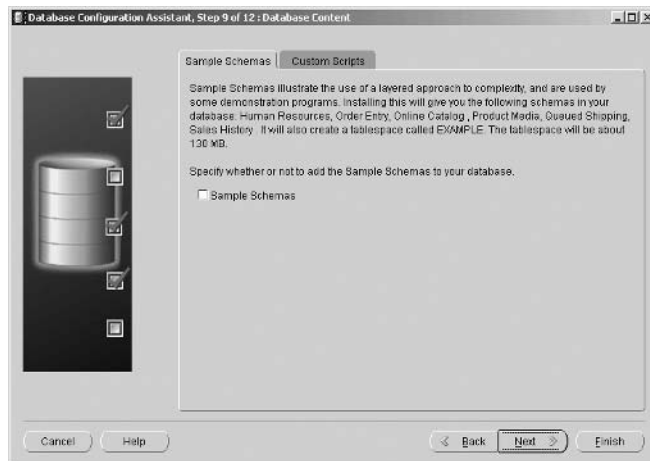 Database Configuration Assistant, Step 9 of 12 : Database Content
Sample Schemas
Custom Scripts
Sample Schemas illustrate the use of a layered approach to complexity, and are used by
some demonstration programs. Installing this will give you the following schemas in your
database: Human Resources, Order Entry, Online Catalog , Product Media, Queued Shipping,
Sales History . It will also create a tablespace called EXAMPLE. The tablespace will be about
130 MB.
Specify whether or not to add the Sample Schemas to your database.
Sample Schemas
Cancel
Help
Back
Next
Finish